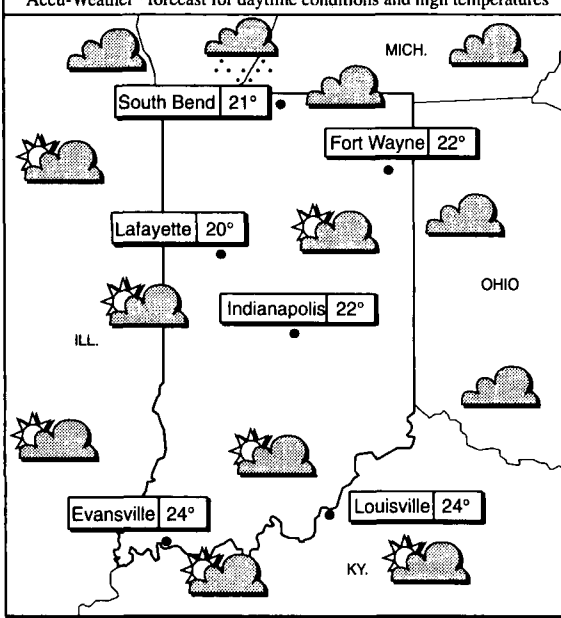 Accu-Weather® forecast for daytime conditions and high temperatures
MICH.
South Bend 21°
Fort Wayne 22°
Lafayette 20°
OHIO
Indianapolis 22°
ILL.
Evansville 24°
Louisville 24°
KY.